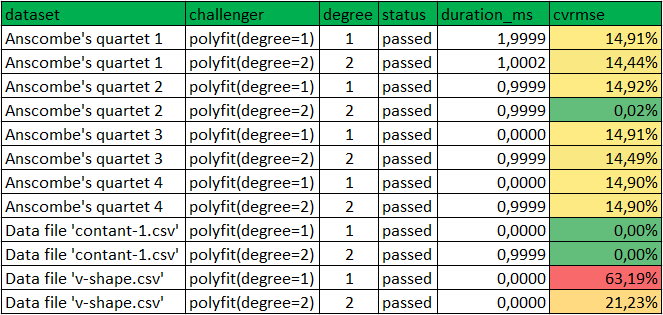 dataset challenger degree status duration_ms cvrmse
Anscombe's quartet 1 polyfit(degree=1) 1 passed 1,9999 14,91%
Anscombe's quartet 1 polyfit(degree=2) 2 passed 1,0002 14,44%
Anscombe's quartet 2 polyfit(degree=1) 1 passed 0,9999 14,92%
Anscombe's quartet 2 polyfit(degree=2) 2 passed 0,9999 0,02%
Anscombe's quartet 3 polyfit(degree=1) 1 passed 0,0000 14,91%
Anscombe's quartet 3 polyfit(degree=2) 2 passed 0,9999 14,49%
Anscombe's quartet 4 polyfit(degree=1) 1 passed 0,0000 14,90%
Anscombe's quartet 4 polyfit(degree=2) 2 passed 0,9999 14,90%
Data file 'contant-1.csv' polyfit(degree=1) 1 passed 0,0000 0,00%
Data file 'contant-1.csv' polyfit(degree=2) 2 passed 0,9999 0,00%
Data file 'v-shape.csv' polyfit(degree=1) 1 passed 0,0000 63,19%
Data file 'v-shape.csv' polyfit(degree=2) 2 passed 0,0000 21,23%